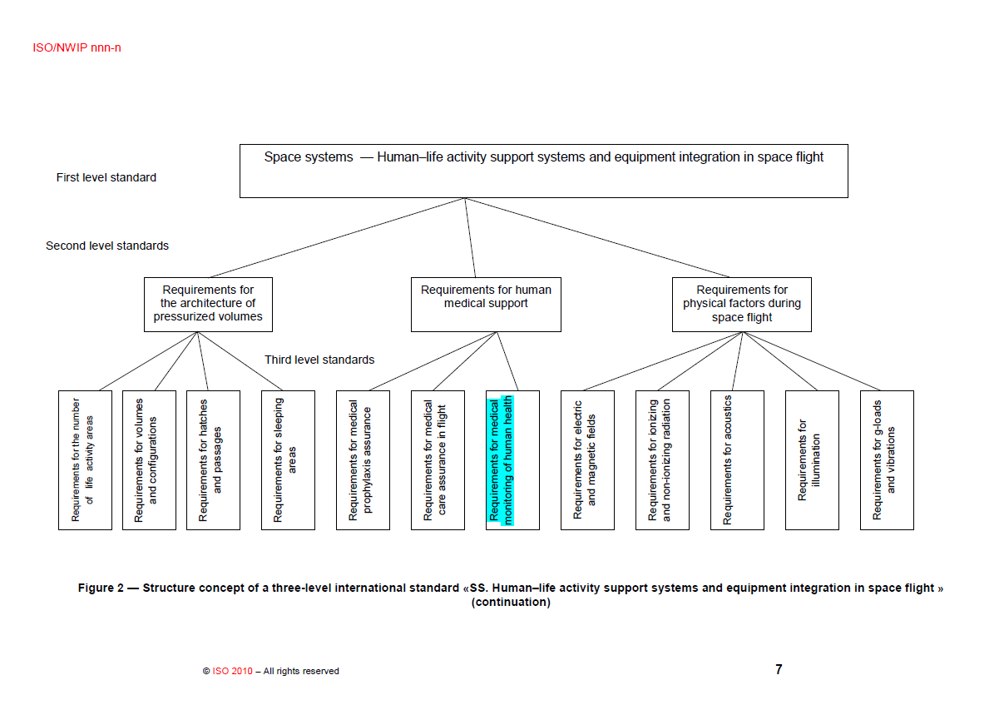 ISO/NWIP nnn-n
Space systems — Human–life activity support systems and equipment integration in space flight
First level standard
Second level standards
Requirements for
the architecture of
pressurized volumes
Requirements for human
medical support
Requirements for
physical factors during
space flight
Third level standards
Requirements for the number
of life activity areas
Requirements for volumes
and configurations
Requirements for hatches
and passages
Requirements for sleeping
areas
Requirements for medical
prophylaxis assurance
Requirements for medical
care assurance in flight
Requirements for medical
monitoring of human health
Requirements for electric
and magnetic fields
Requirements for ionizing
and non-ionizing radiation
Requirements for acoustics
Requirements for
illumination
Requirements for g-loads
and vibrations
Figure 2 — Structure concept of a three-level international standard «SS. Human–life activity support systems and equipment integration in space flight »
(continuation)
© ISO 2010 – All rights reserved
7